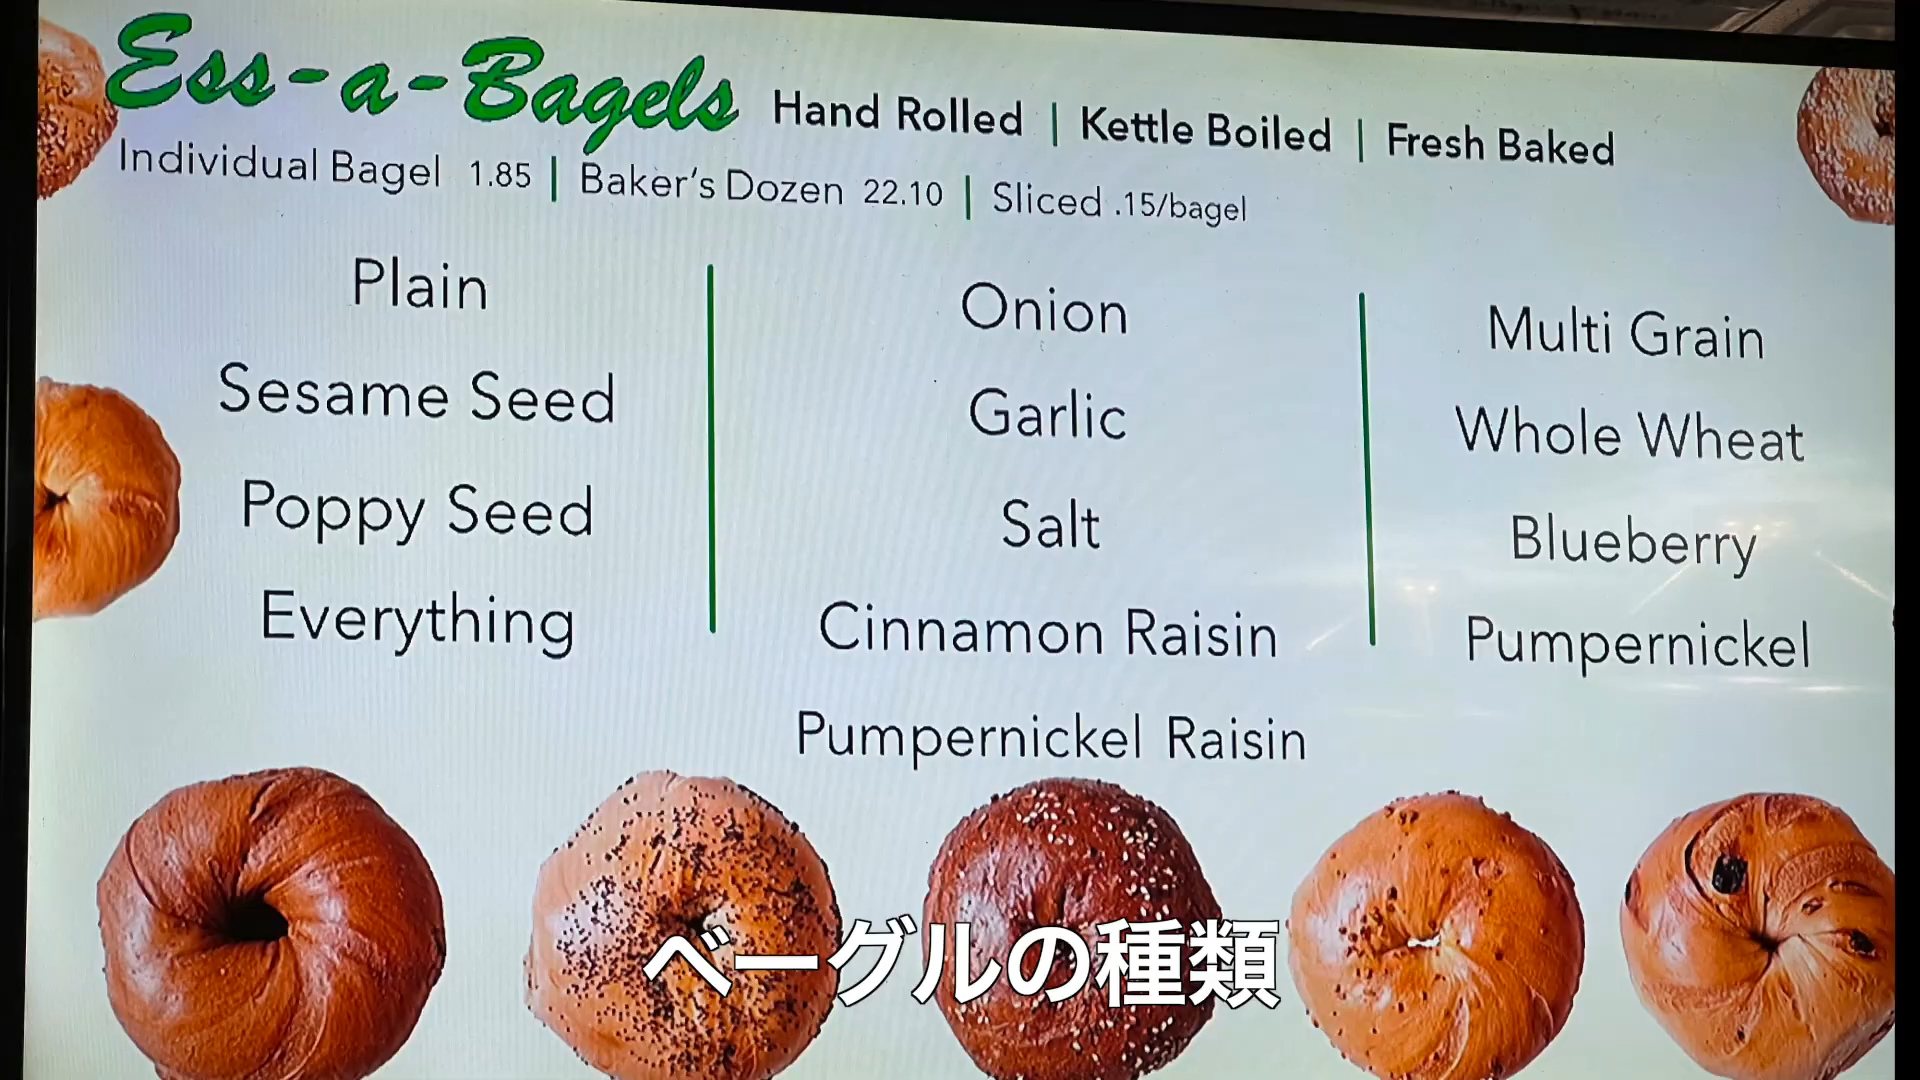 Ess-a-Bagels Hand Rolled | Kettle Boiled | Fresh Baked
Individual Bagel 1.85 | Baker's Dozen 22.10 | Sliced .15/bagel
Plain
Sesame Seed
Poppy Seed
Everything
Onion
Garlic
Salt
Cinnamon Raisin
Pumpernickel Raisin
Multi Grain
Whole Wheat
Blueberry
Pumpernickel
ベーグルの種類